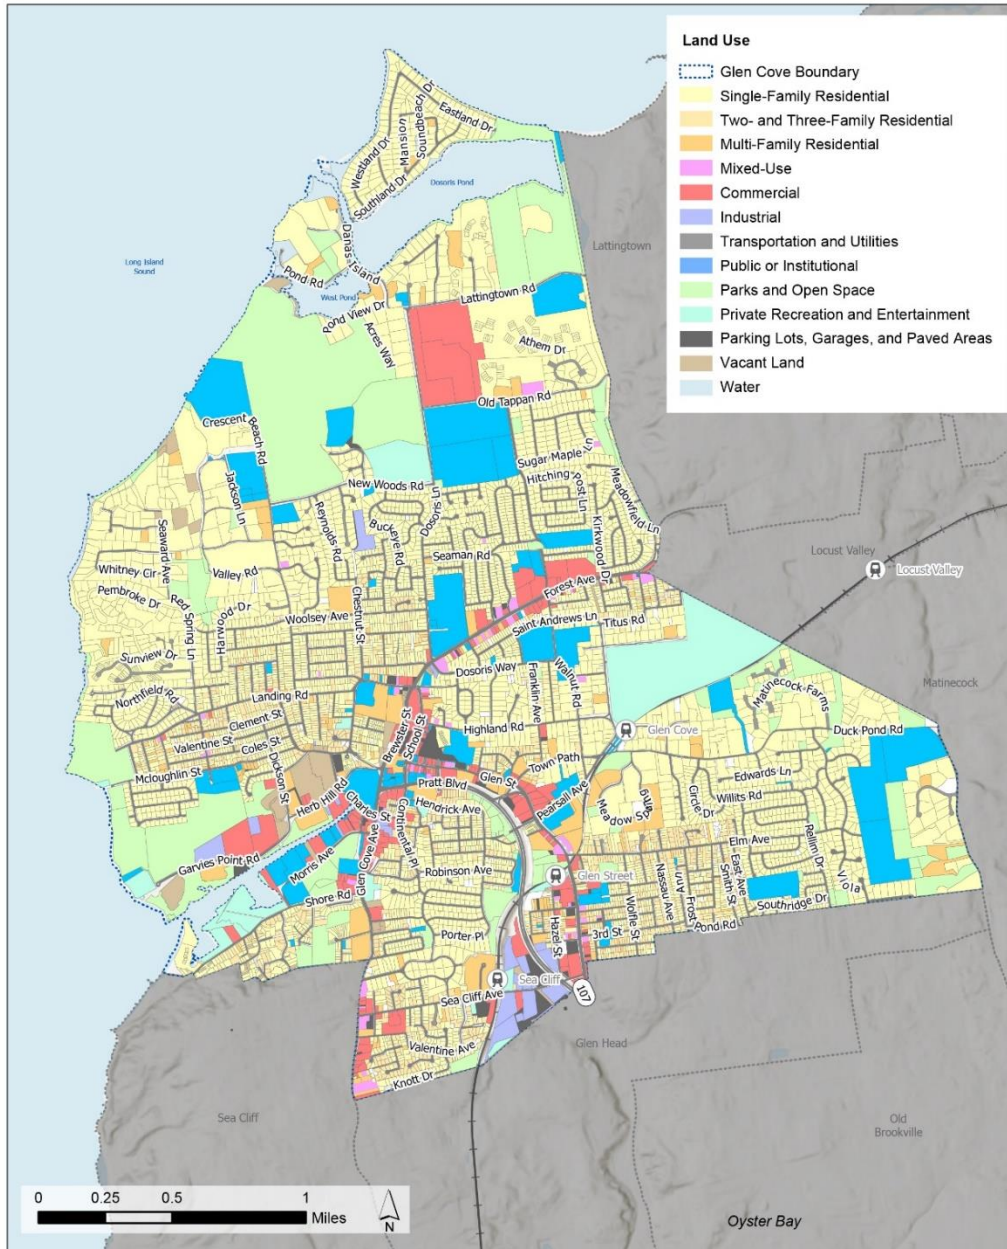 Land Use
Glen Cove Boundary
Single-Family Residential
Two- and Three-Family Residential
Multi-Family Residential
Mixed-Use
Commercial
Industrial
Transportation and Utilities
Public or Institutional
Parks and Open Space
Private Recreation and Entertainment
Parking Lots, Garages, and Paved Areas
Vacant Land
Water
Eastland Dr
Soundbeach Dr
Mansion
Westland Dr
Southland Dr
Dosoris Pond
Danas Island
Lattingtown
Long Island
Sound
Pond Rd
West Pond
Pond View Dr
Lattingtown Rd
Acres Way
Athem Dr
Old Tappan Rd
Crescent Beach Rd
Sugar Maple Ln
Hitching Post Ln
Meadowfield Ln
Jackson Ln
New Woods Rd
Dosoris Ln
Reynolds Rd
Buckeye Rd
Kirkwood Dr
Seaman Rd
Seaward Ave
Locust Valley
Locust Valley
Whitney Cir
Valley Rd
Forest Ave
Pembroke Dr
Red Spring Ln
Harwood Dr
Chestnut St
Woolsey Ave
Saint Andrews Ln
Titus Rd
Sunview Dr
Dosoris Way
Franklin Ave
Walnut Rd
Matinecock
Northfield Rd
Landing Rd
Matinecock Farms
Clement St
Brewster St
School St
Highland Rd
Glen Cove
Duck Pond Rd
Valentine St
Coles St
Town Path
Mcloughlin St
Dickson St
Pratt Blvd
Glen St
Edwards Ln
Herb Hill Rd
Charles St
Hendrick Ave
Pearsall Ave
Circle Dr
Willits Rd
Continental Pl
Elm Ave
Rellim Dr
Garvies Point Rd
Morris Ave
Glen Cove Ave
Robinson Ave
Glen Street
Nassau Ave
Ann
Frost Pond Rd
Smith St
East Ave
Viola
Southridge Dr
Shore Rd
Wolfle St
Porter Pl
Hazel St
3rd St
Sea Cliff
Sea Cliff Ave
107
Glen Head
Valentine Ave
Knott Dr
Sea Cliff
Old
Brookville
0 0.25 0.5 1
Miles
N
Oyster Bay